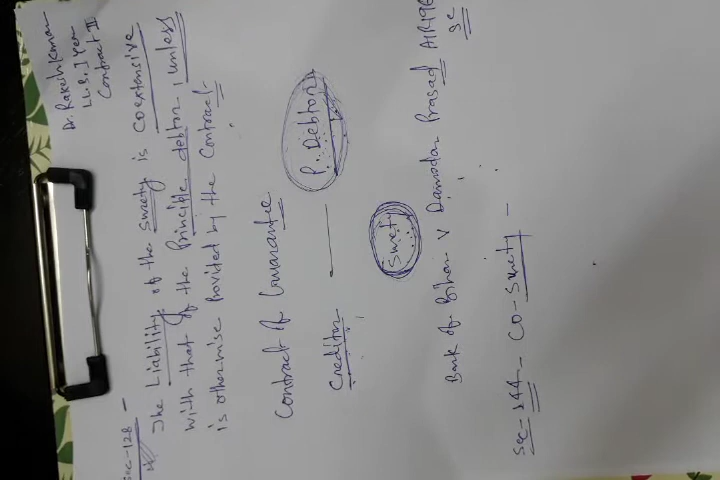 Dr. Rakesh Kumar
LL.B. I Year
Contract II
Sec-128 -
The Liability of the surety is coextensive
with that of the Principle debtor, unless
is otherwise Provided by the Contract-
Contract of Guarantee
Creditor — P. Debtor
Surety
Bank of Bihar V Damodar Prasad AIR 196
SC
Sec-144- CO-Surety -